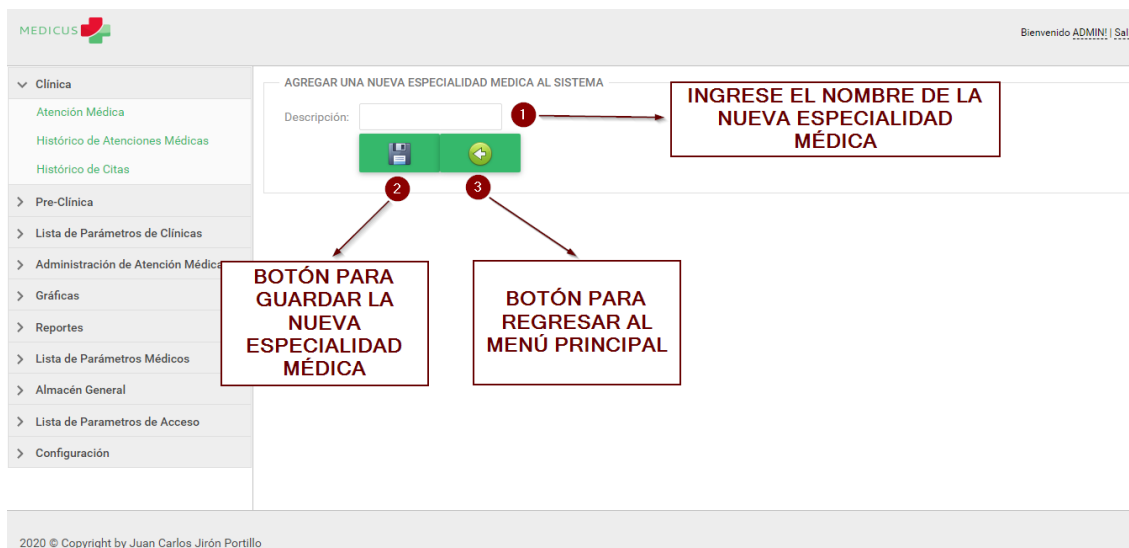 MEDICUS
Bienvenido ADMIN! | Sal
Clínica
Atención Médica
Histórico de Atenciones Médicas
Histórico de Citas
Pre-Clínica
Lista de Parámetros de Clínicas
Administración de Atención Médica
Gráficas
Reportes
Lista de Parámetros Médicos
Almacén General
Lista de Parametros de Acceso
Configuración
AGREGAR UNA NUEVA ESPECIALIDAD MEDICA AL SISTEMA
Descripción:
1
INGRESE EL NOMBRE DE LA
NUEVA ESPECIALIDAD
MÉDICA
2
3
BOTÓN PARA
GUARDAR LA
NUEVA
ESPECIALIDAD
MÉDICA
BOTÓN PARA
REGRESAR AL
MENÚ PRINCIPAL
2020 © Copyright by Juan Carlos Jirón Portillo